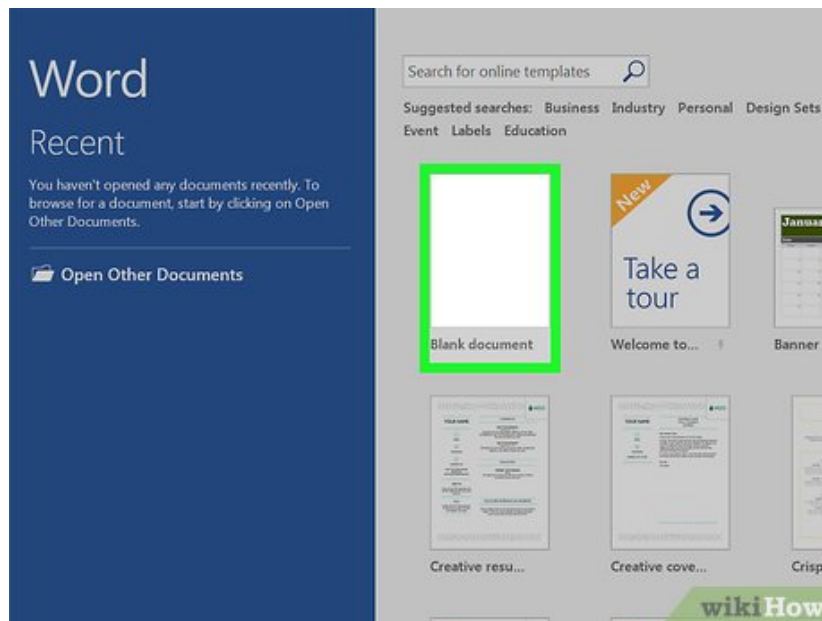 Word
Recent
You haven't opened any documents recently. To
browse for a document, start by clicking on Open
Other Documents.
Open Other Documents
Search for online templates
Suggested searches: Business Industry Personal Design Sets
Event Labels Education
New
Take a
tour
Januar
Blank document
Welcome to...
Banner
YOUR NAME
YOUR NAME
Creative resu...
Creative cove...
Crisp
wikiHow